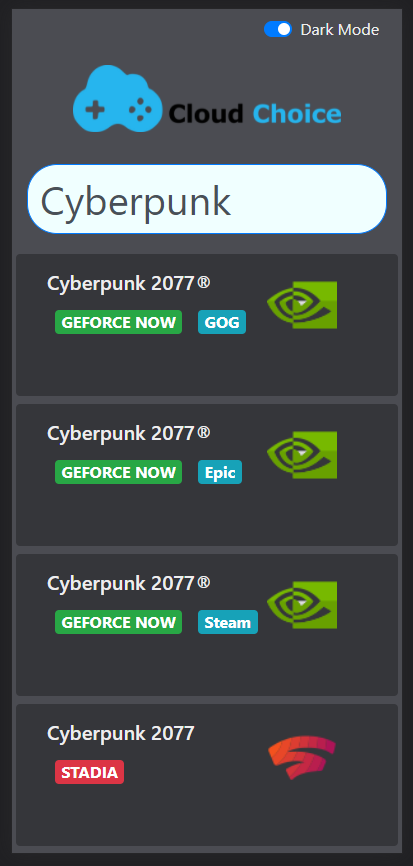 Dark Mode
Cloud Choice
Cyberpunk
Cyberpunk 2077®
GEFORCE NOW GOG
Cyberpunk 2077®
GEFORCE NOW Epic
Cyberpunk 2077®
GEFORCE NOW Steam
Cyberpunk 2077
STADIA